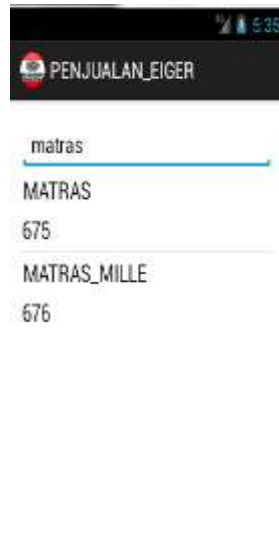 5:35
PENJUALAN_EIGER
matras
MATRAS
675
MATRAS_MILLE
676